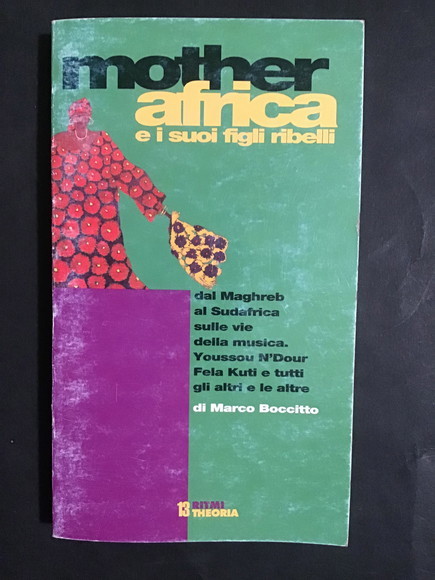 mother
africa
e i suoi figli ribelli
dal Maghreb
al Sudafrica
sulle vie
della musica.
Youssou N'Dour
Fela Kuti e tutti
gli altri e le altre
di Marco Boccitto
13 RITMI
THEORIA